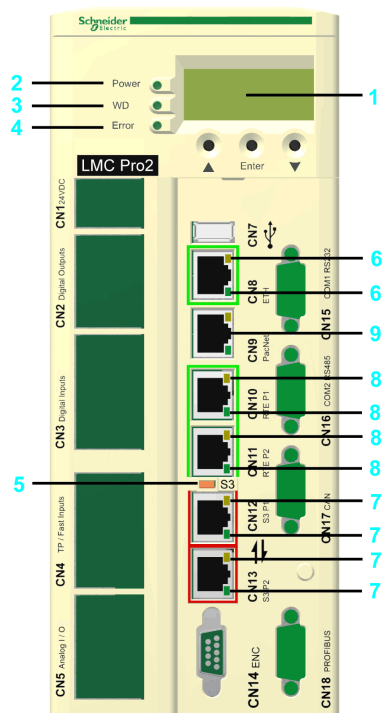 Schneider
Electric
2 Power
3 WD
4 Error
1
Enter
LMC Pro2
CN1 24VDC
CN2 Digital Outputs
CN3 Digital Inputs
CN4 TP / Fast Inputs
CN5 Analog I / O
CN7
CN8 ETH
6
6
CN9 PacNet
9
CN10 RTE P1
8
8
CN11 RTE P2
8
8
5 S3
CN12 S3 P1
7
7
CN13 S3 P2
7
7
CN14 ENC
CN15 COM1 RS232
CN16 COM2 RS485
CN17 CAN
CN18 PROFIBUS